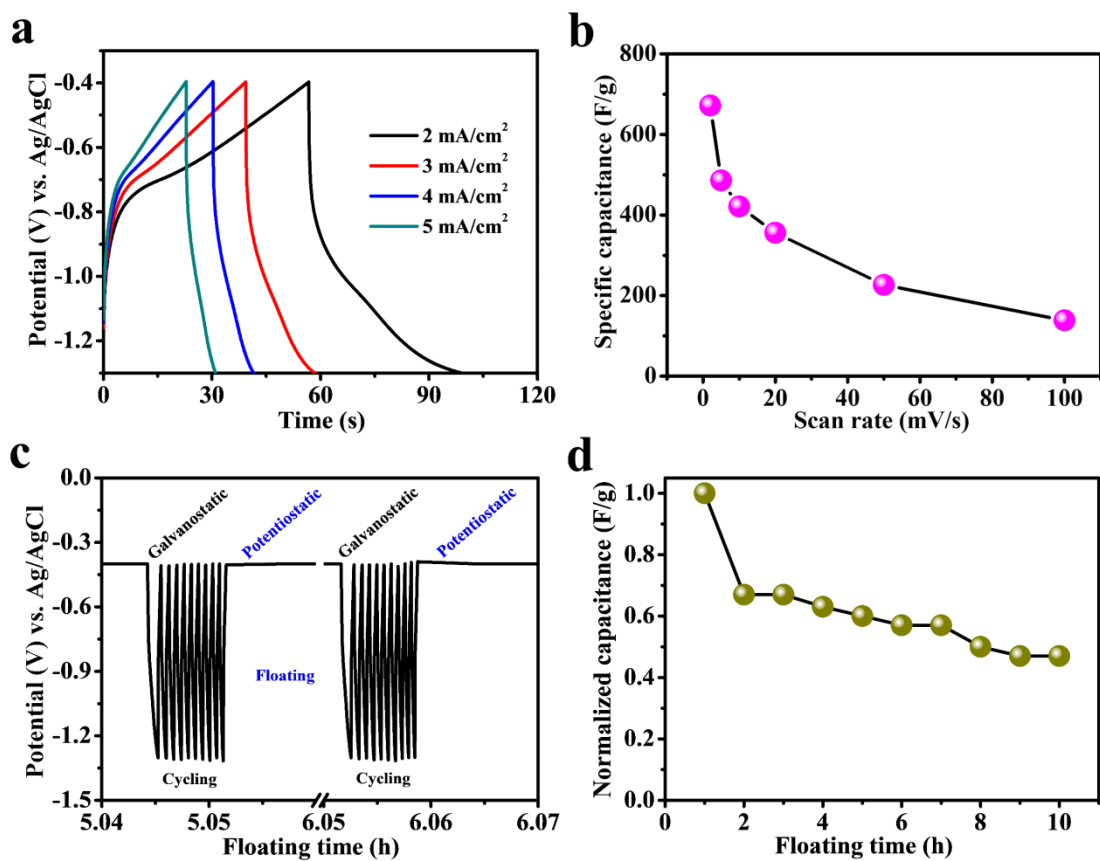 a
Potential (V) vs. Ag/AgCl
-0.4
-0.6
-0.8
-1.0
-1.2
2 mA/cm²
3 mA/cm²
4 mA/cm²
5 mA/cm²
0 30 60 90 120
Time (s)
b
Specific capacitance (F/g)
800
600
400
200
0
0 20 40 60 80 100
Scan rate (mV/s)
c
Potential (V) vs. Ag/AgCl
0.0
-0.3
-0.6
-0.9
-1.2
-1.5
Galvanostatic
Potentiostatic
Galvanostatic
Potentiostatic
Floating
Cycling
Cycling
5.04 5.05 6.05 6.06 6.07
Floating time (h)
d
Normalized capacitance (F/g)
1.0
0.8
0.6
0.4
0.2
0.0
0 2 4 6 8 10
Floating time (h)